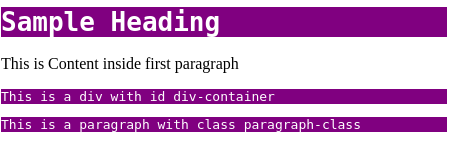 Sample Heading
This is Content inside first paragraph
This is a div with id div-container
This is a paragraph with class paragraph-class